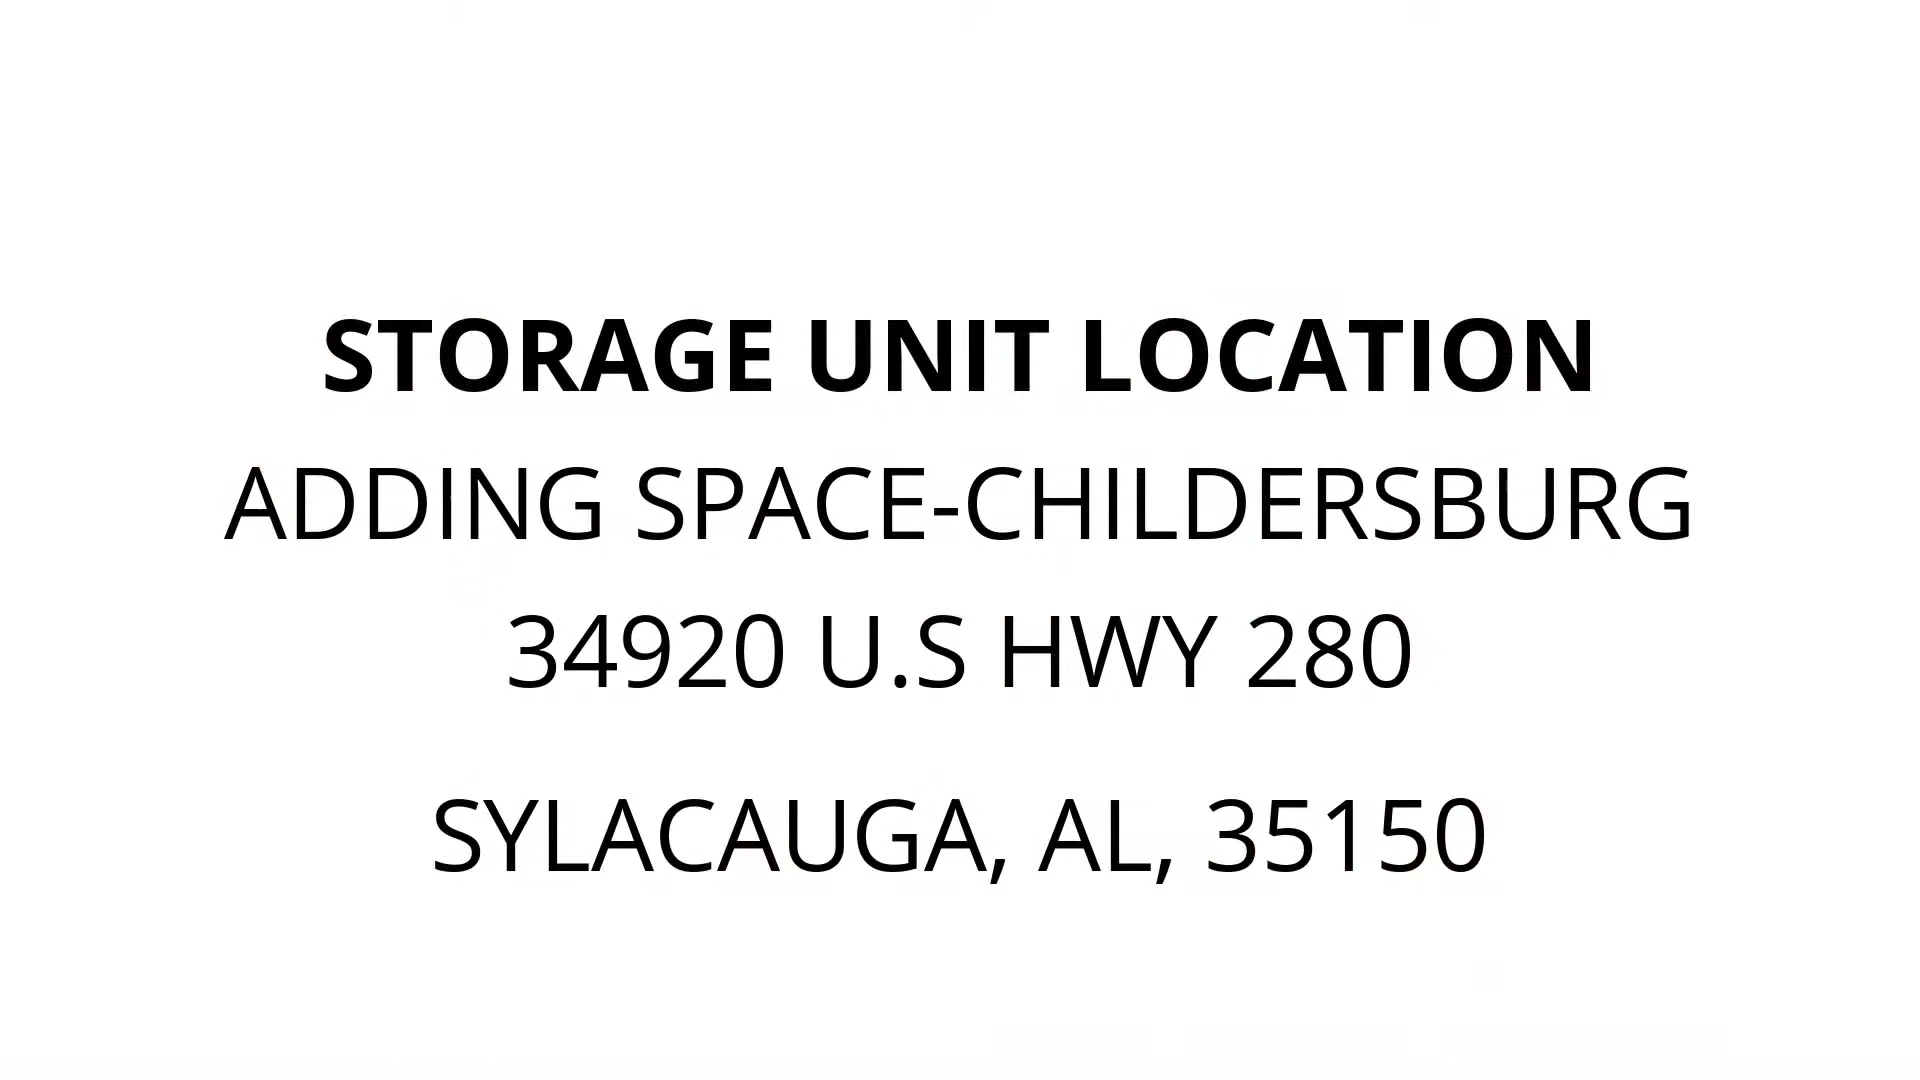 STORAGE UNIT LOCATION
ADDING SPACE-CHILDERSBURG
34920 U.S HWY 280
SYLACAUGA, AL, 35150